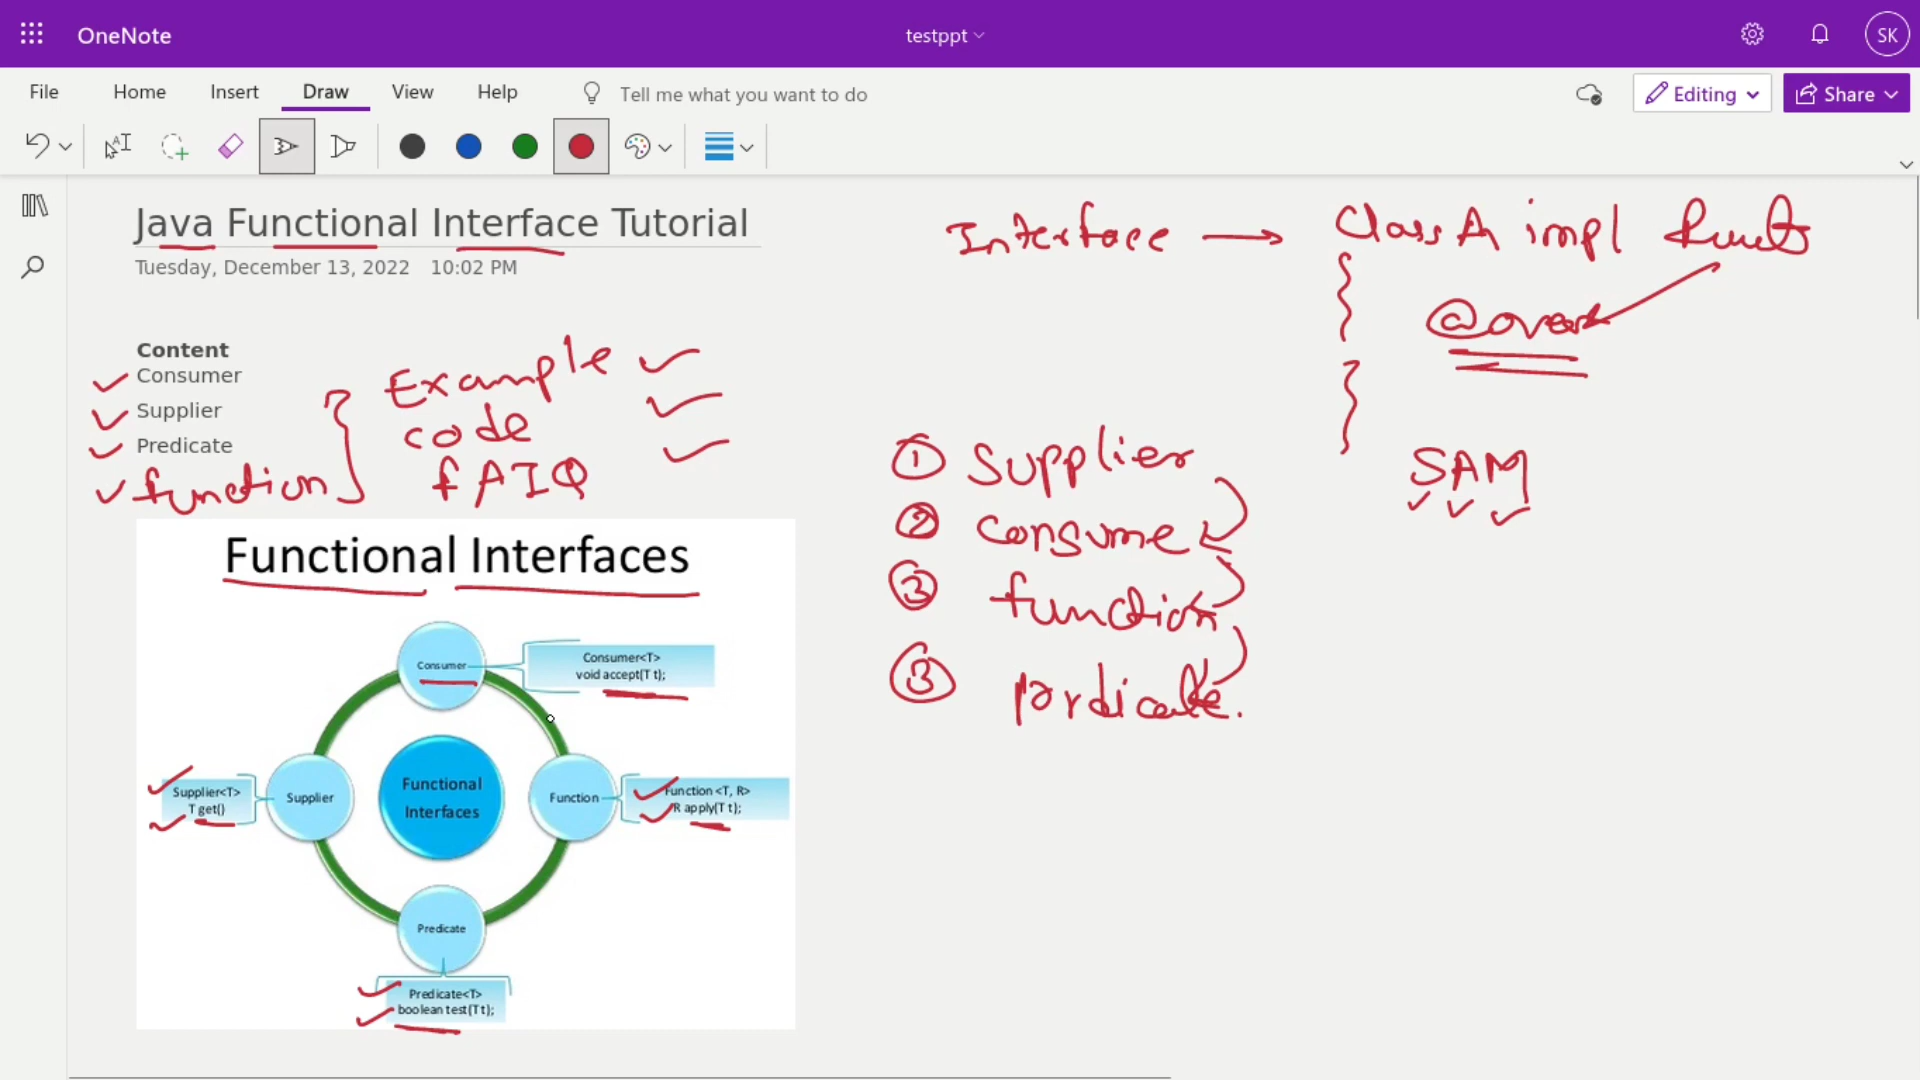 OneNote
testppt
SK
File Home Insert Draw View Help Tell me what you want to do
Editing Share
Java Functional Interface Tutorial
Tuesday, December 13, 2022 10:02 PM
Content
Consumer
Supplier
Predicate
function
Example
code
fAIQ
Functional Interfaces
Consumer
Consumer<T>
void accept(T t);
Supplier<T>
T get()
Supplier
Functional
Interfaces
Function
Function <T, R>
R apply(T t);
Predicate
Predicate<T>
boolean test(T t);
Interface → Class A impl
1 Supplier
2 Consume
3 function
3
SAM